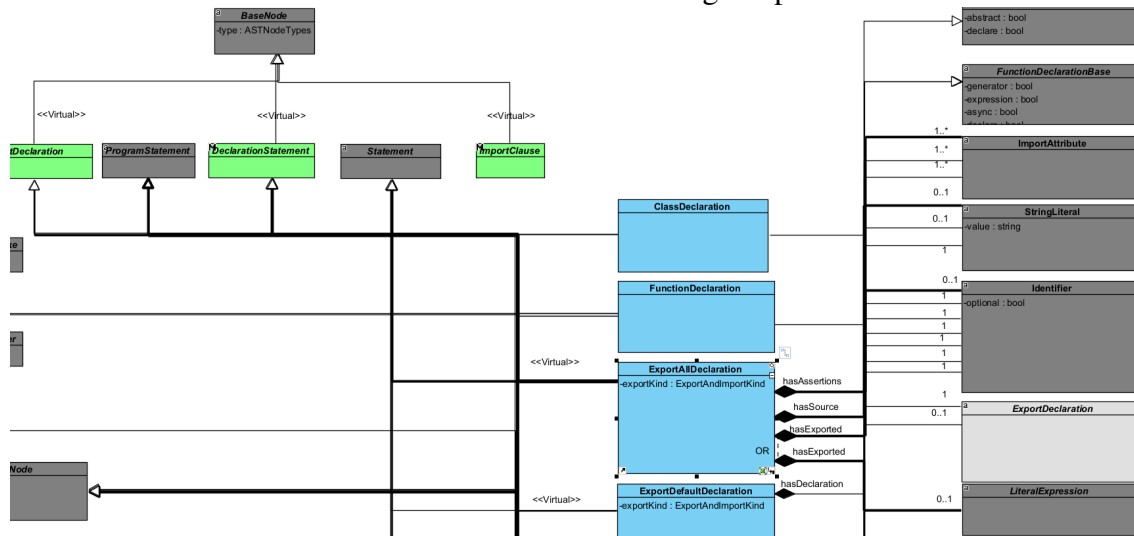 BaseNode
-type : ASTNodeTypes
-abstract : bool
-declare : bool
FunctionDeclarationBase
-generator : bool
-expression : bool
-async : bool
<<Virtual>>
<<Virtual>>
<<Virtual>>
tDeclaration
ProgramStatement
DeclarationStatement
Statement
ImportClause
1..*
1..*
1..*
0..1
0..1
1
0..1
1
1
1
1
1
1
1
0..1
0..1
ImportAttribute
StringLiteral
-value : string
Identifier
-optional : bool
ExportDeclaration
LiteralExpression
ClassDeclaration
FunctionDeclaration
<<Virtual>>
ExportAllDeclaration
-exportKind : ExportAndImportKind
OR
hasAssertions
hasSource
hasExported
hasExported
Node
<<Virtual>>
ExportDefaultDeclaration
-exportKind : ExportAndImportKind
hasDeclaration